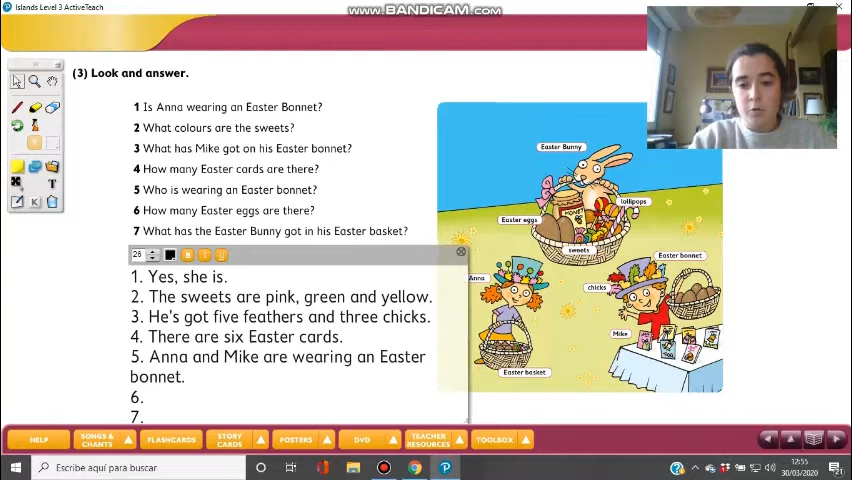 Islands Level 3 ActiveTeach
www.BANDICAM.com
(3) Look and answer.
1 Is Anna wearing an Easter Bonnet?
2 What colours are the sweets?
3 What has Mike got on his Easter bonnet?
4 How many Easter cards are there?
5 Who is wearing an Easter bonnet?
6 How many Easter eggs are there?
7 What has the Easter Bunny got in his Easter basket?
Easter Bunny
lollipops
Easter eggs
HONEY
sweets
Easter bonnet
Anna
chicks
Mike
Easter basket
26
1. Yes, she is.
2. The sweets are pink, green and yellow.
3. He's got five feathers and three chicks.
4. There are six Easter cards.
5. Anna and Mike are wearing an Easter
bonnet.
6.
7.
HELP
SONGS &
CHANTS
FLASHCARDS
STORY
CARDS
POSTERS
DVD
TEACHER
RESOURCES
TOOLBOX
Escribe aquí para buscar
12:55
30/03/2020
21